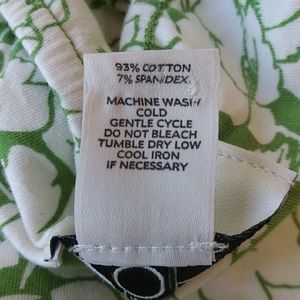 93% COTTON
7% SPANDEX
MACHINE WASH
COLD
GENTLE CYCLE
DO NOT BLEACH
TUMBLE DRY LOW
COOL IRON
IF NECESSARY